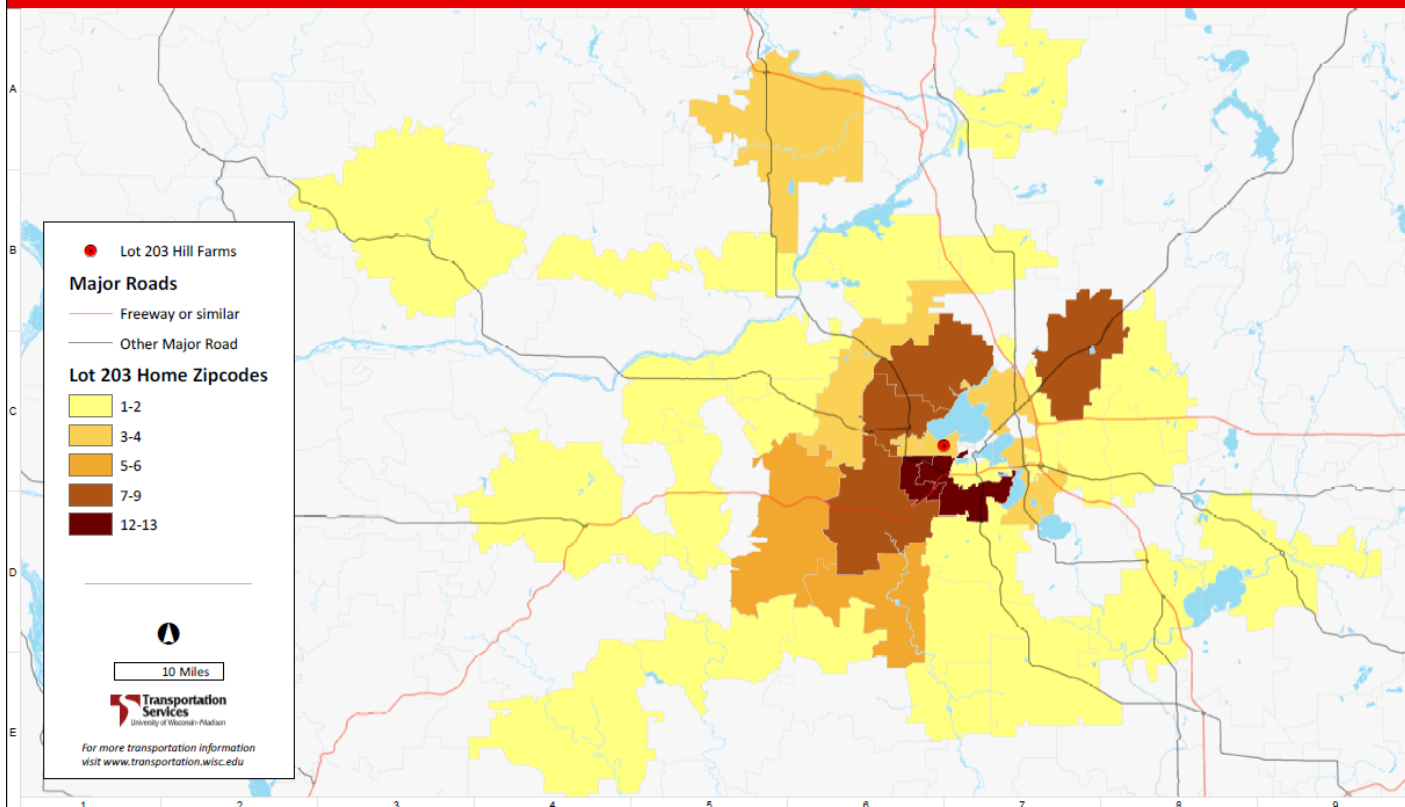 A
B
C
D
E
Lot 203 Hill Farms
Major Roads
Freeway or similar
Other Major Road
Lot 203 Home Zipcodes
1-2
3-4
5-6
7-9
12-13
10 Miles
Transportation
Services
University of Wisconsin-Madison
For more transportation information
visit www.transportation.wisc.edu
1 2 3 4 5 6 7 8 9